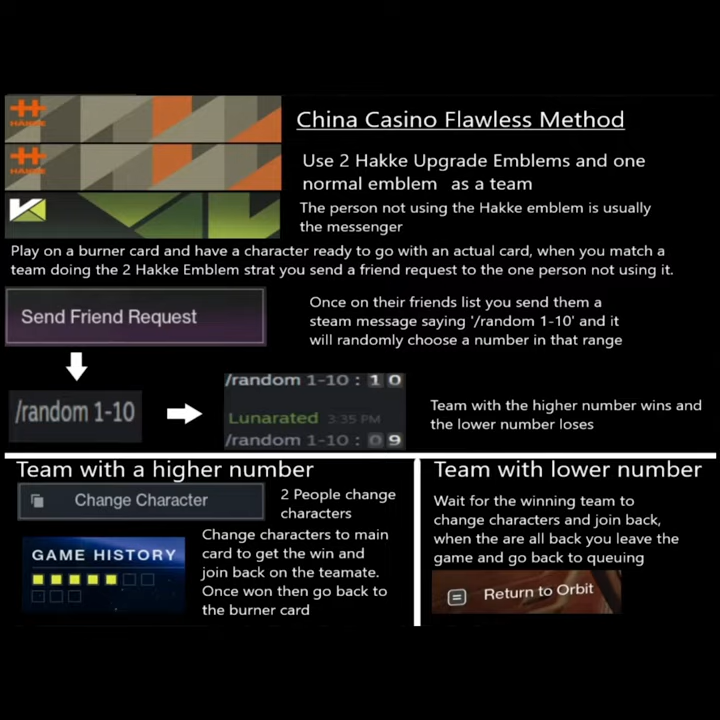 HAKKE
China Casino Flawless Method
HAKKE
Use 2 Hakke Upgrade Emblems and one
normal emblem as a team
The person not using the Hakke emblem is usually
the messenger
Play on a burner card and have a character ready to go with an actual card, when you match a
team doing the 2 Hakke Emblem strat you send a friend request to the one person not using it.
Send Friend Request
Once on their friends list you send them a
steam message saying '/random 1-10' and it
will randomly choose a number in that range
/random 1-10
/random 1-10 : 1 0
Lunarated 3:35 PM
/random 1-10 : 0 9
Team with the higher number wins and
the lower number loses
Team with a higher number
Change Character
2 People change
characters
GAME HISTORY
Change characters to main
card to get the win and
join back on the teamate.
Once won then go back to
the burner card
Team with lower number
Wait for the winning team to
change characters and join back,
when the are all back you leave the
game and go back to queuing
Return to Orbit